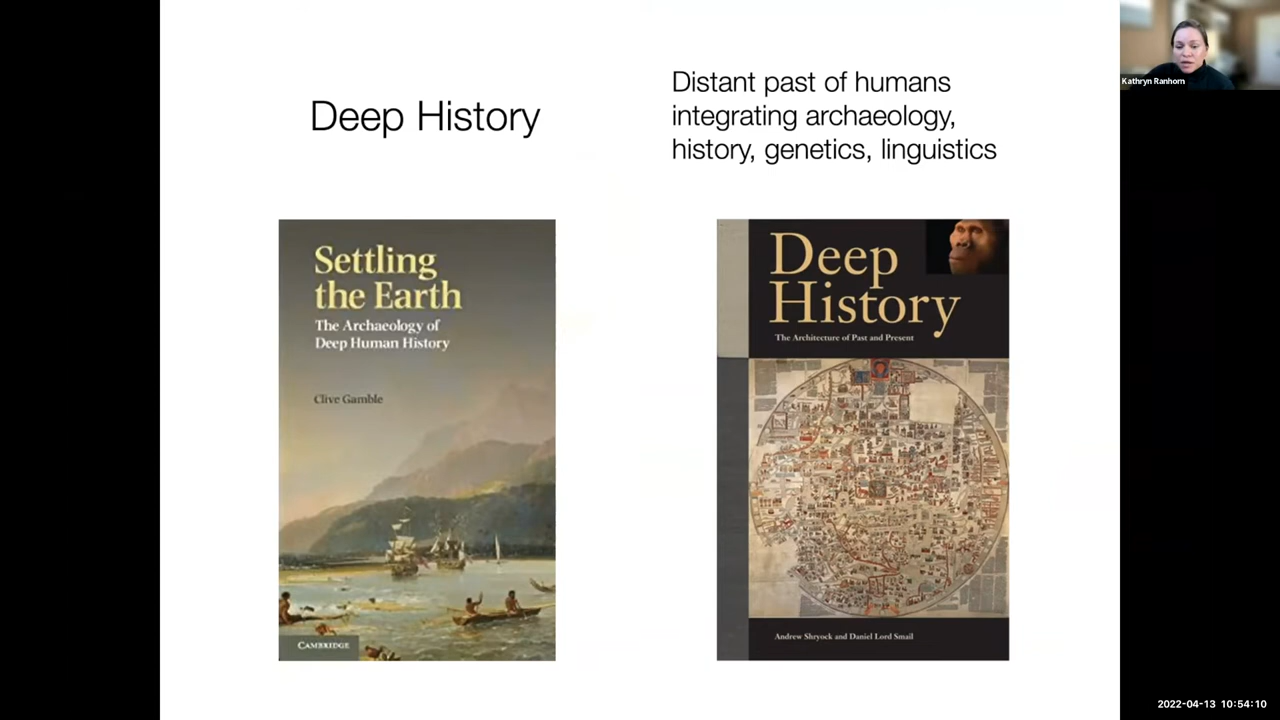 Deep History
Distant past of humans
integrating archaeology,
history, genetics, linguistics
Settling
the Earth
The Archaeology of
Deep Human History
Clive Gamble
CAMBRIDGE
Deep
History
The Architecture of Past and Present
Andrew Shryock and Daniel Lord Smail
Kathryn Ranhorn
2022-04-13 10:54:10